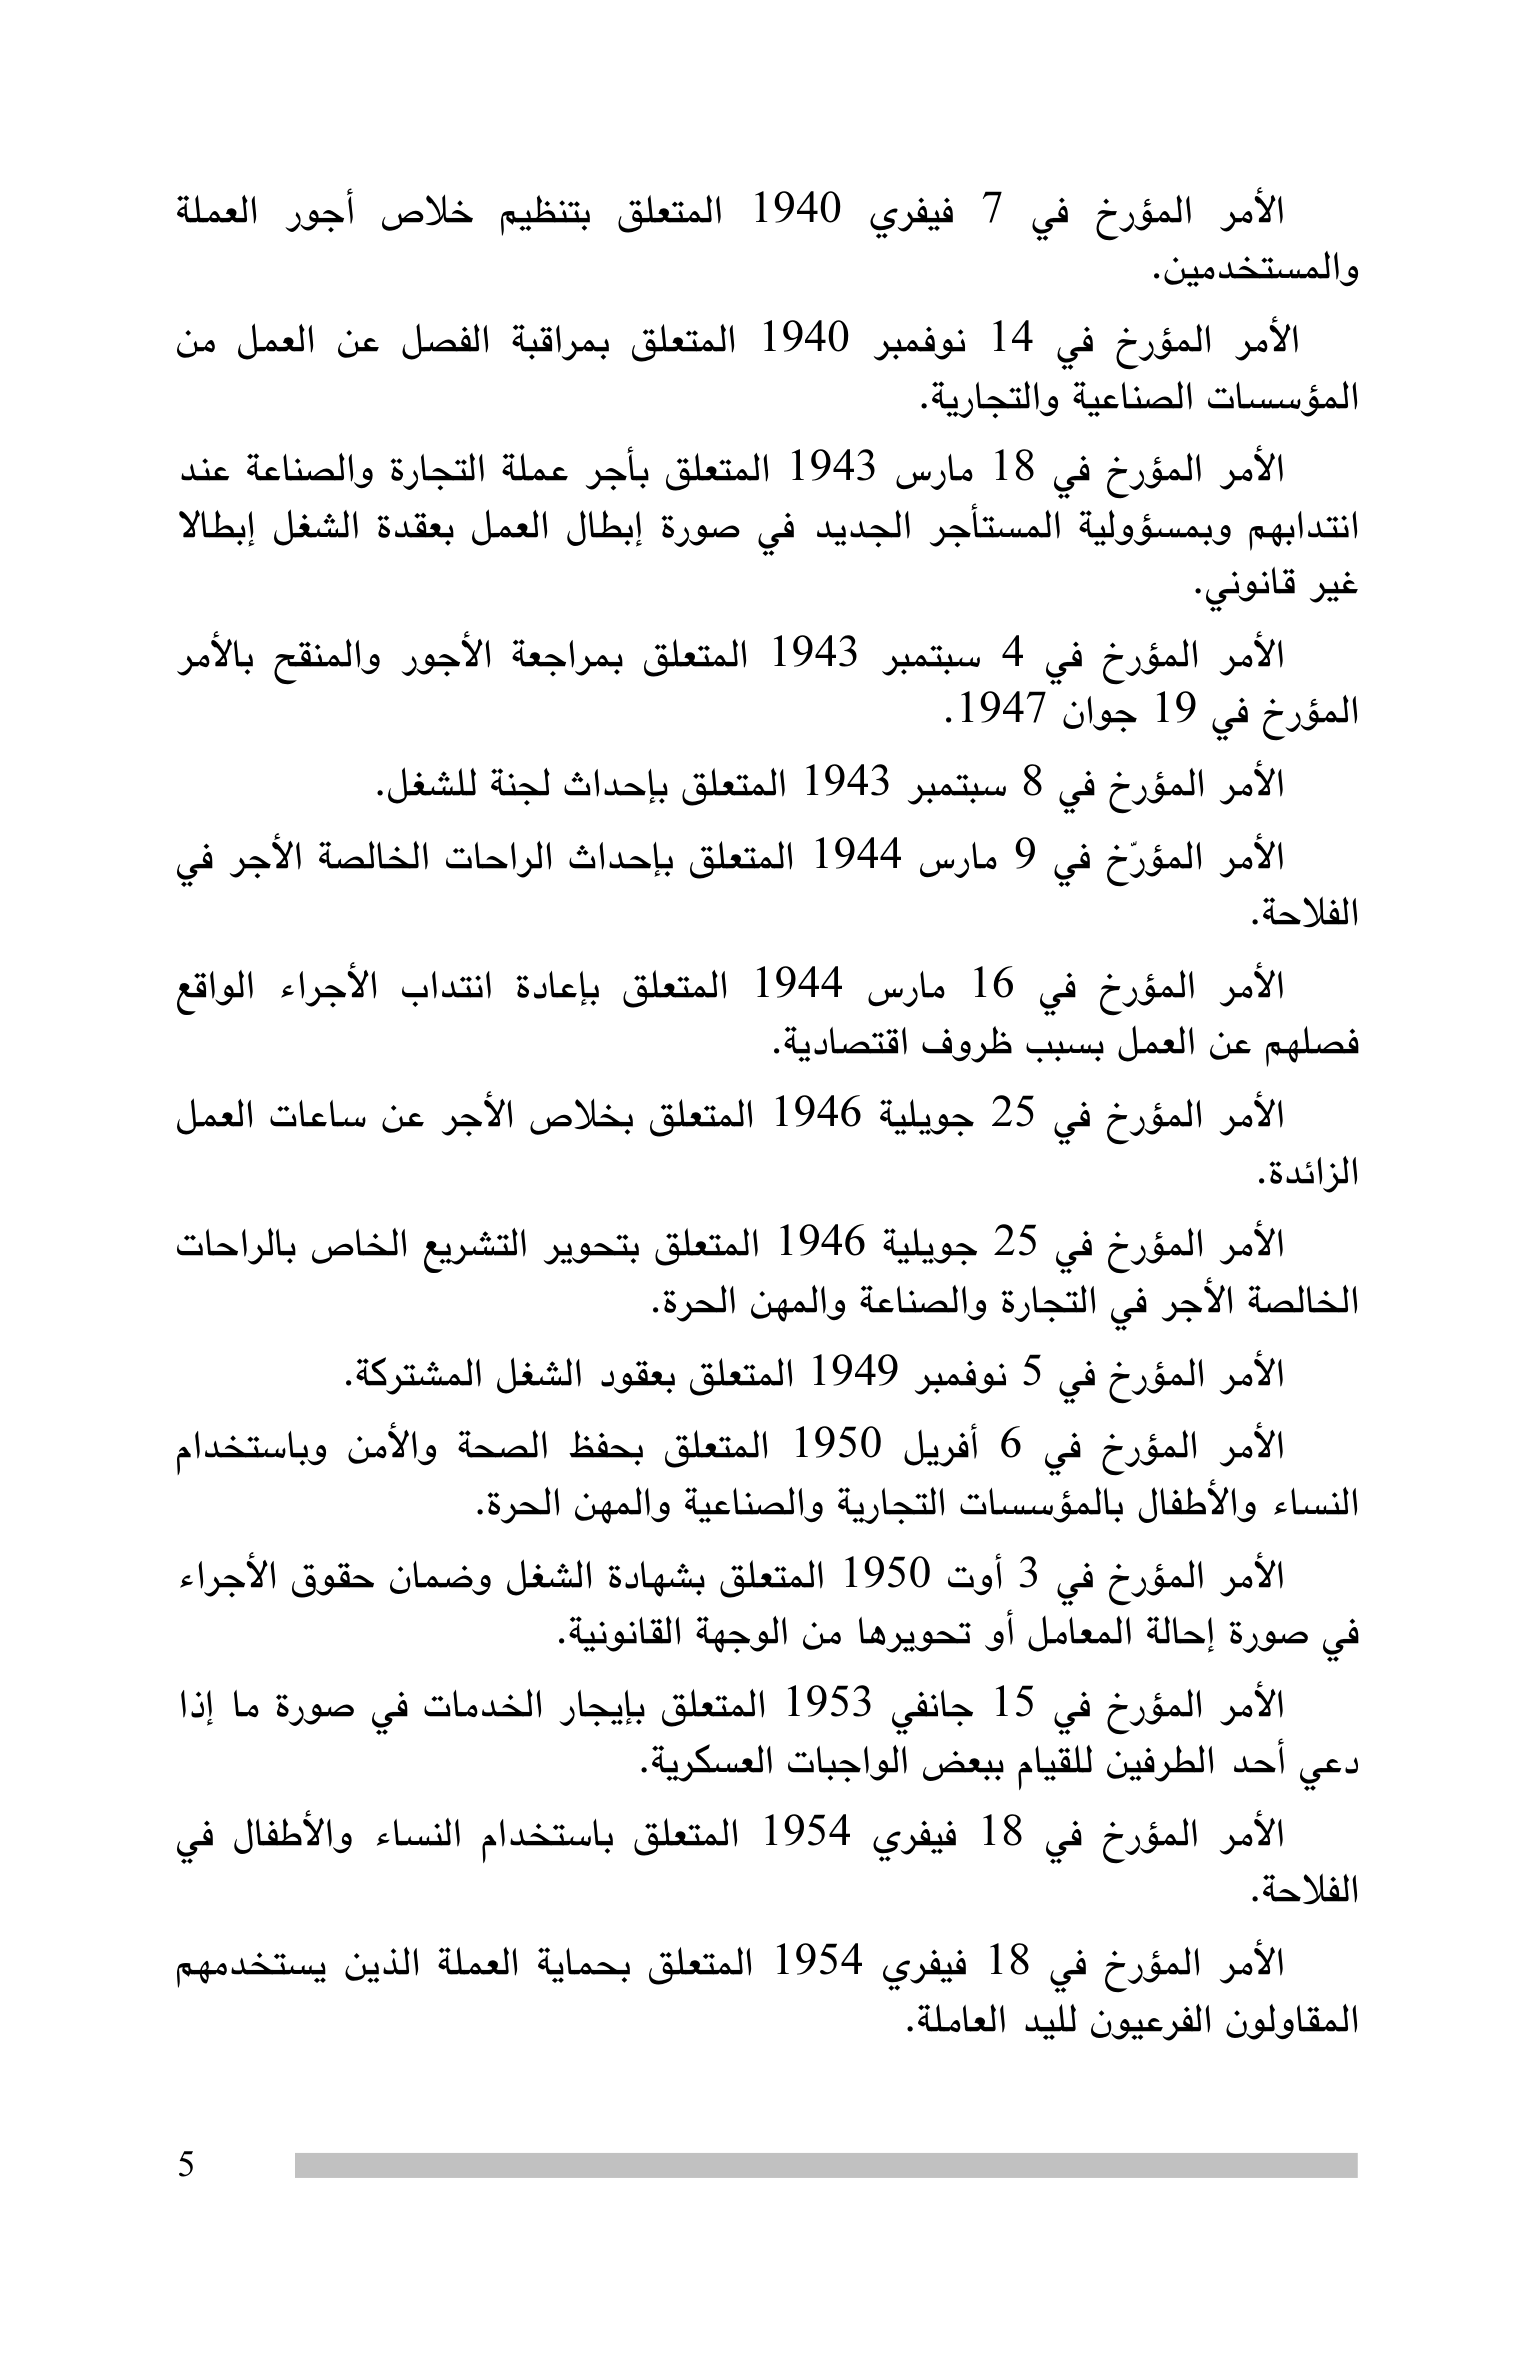 الأمر المؤرخ في 7 فيفري 1940 المتعلق بتنظيم خلاص أجور العملة
والمستخدمين.
الأمر المؤرخ في 14 نوفمبر 1940 المتعلق بمراقبة الفصل عن العمل من
المؤسسات الصناعية والتجارية.
الأمر المؤرخ في 18 مارس 1943 المتعلق بأجر عملة التجارة والصناعة عند
انتدابهم وبمسؤولية المستأجر الجديد في صورة إبطال العمل بعقدة الشغل إبطالا
غير قانوني.
الأمر المؤرخ في 4 سبتمبر 1943 المتعلق بمراجعة الأجور والمنقح بالأمر
المؤرخ في 19 جوان 1947.
الأمر المؤرخ في 8 سبتمبر 1943 المتعلق بإحداث لجنة للشغل.
الأمر المؤرّخ في 9 مارس 1944 المتعلق بإحداث الراحات الخالصة الأجر في
الفلاحة.
الأمر المؤرخ في 16 مارس 1944 المتعلق بإعادة انتداب الأجراء الواقع
فصلهم عن العمل بسبب ظروف اقتصادية.
الأمر المؤرخ في 25 جويلية 1946 المتعلق بخلاص الأجر عن ساعات العمل
الزائدة.
الأمر المؤرخ في 25 جويلية 1946 المتعلق بتحوير التشريع الخاص بالراحات
الخالصة الأجر في التجارة والصناعة والمهن الحرة.
الأمر المؤرخ في 5 نوفمبر 1949 المتعلق بعقود الشغل المشتركة.
الأمر المؤرخ في 6 أفريل 1950 المتعلق بحفظ الصحة والأمن وباستخدام
النساء والأطفال بالمؤسسات التجارية والصناعية والمهن الحرة.
الأمر المؤرخ في 3 أوت 1950 المتعلق بشهادة الشغل وضمان حقوق الأجراء
في صورة إحالة المعامل أو تحويرها من الوجهة القانونية.
الأمر المؤرخ في 15 جانفي 1953 المتعلق بإيجار الخدمات في صورة ما إذا
دعي أحد الطرفين للقيام ببعض الواجبات العسكرية.
الأمر المؤرخ في 18 فيفري 1954 المتعلق باستخدام النساء والأطفال في
الفلاحة.
الأمر المؤرخ في 18 فيفري 1954 المتعلق بحماية العملة الذين يستخدمهم
المقاولون الفرعيون لليد العاملة.
5